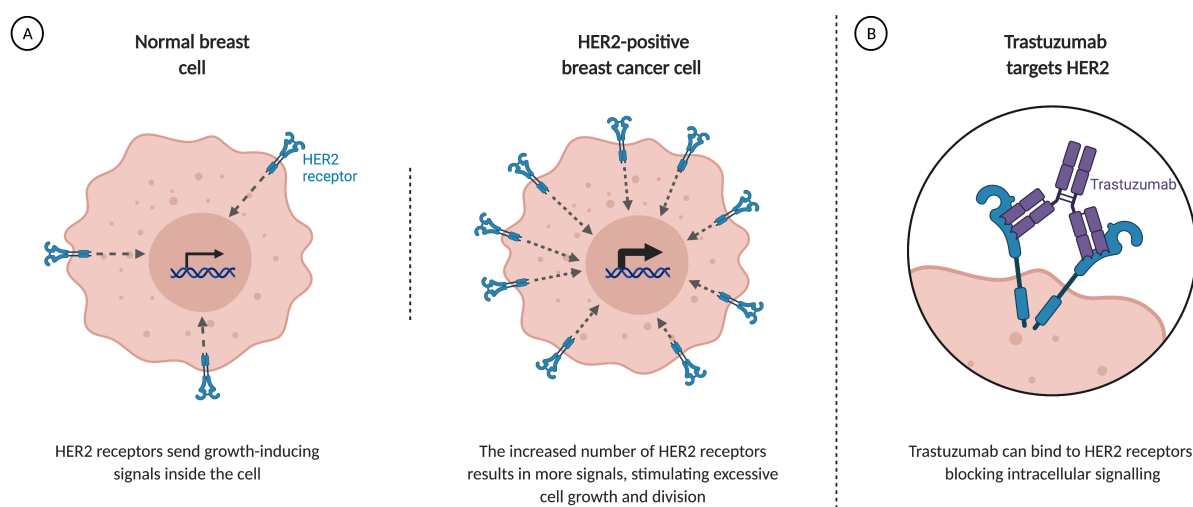 A
Normal breast
cell
HER2
receptor
HER2 receptors send growth-inducing
signals inside the cell
HER2-positive
breast cancer cell
The increased number of HER2 receptors
results in more signals, stimulating excessive
cell growth and division
B
Trastuzumab
targets HER2
Trastuzumab
Trastuzumab can bind to HER2 receptors
blocking intracellular signalling